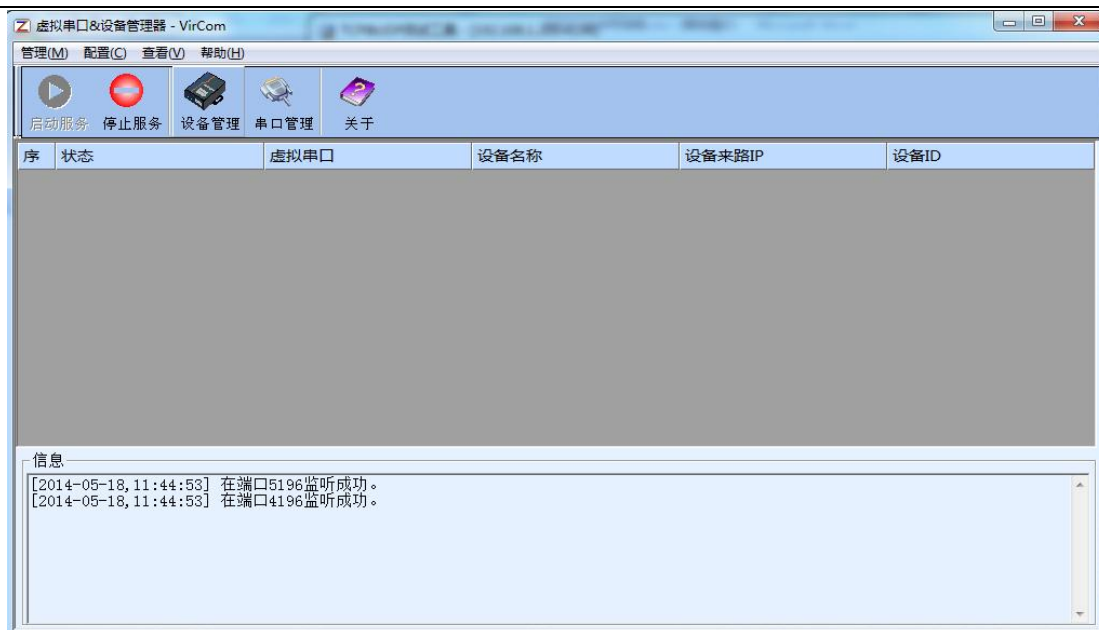 虚拟串口&设备管理器 - VirCom
管理(M) 配置(C) 查看(V) 帮助(H)
启动服务 停止服务 设备管理 串口管理 关于
序 状态 虚拟串口 设备名称 设备来路IP 设备ID
信息
[2014-05-18,11:44:53] 在端口5196监听成功。
[2014-05-18,11:44:53] 在端口4196监听成功。